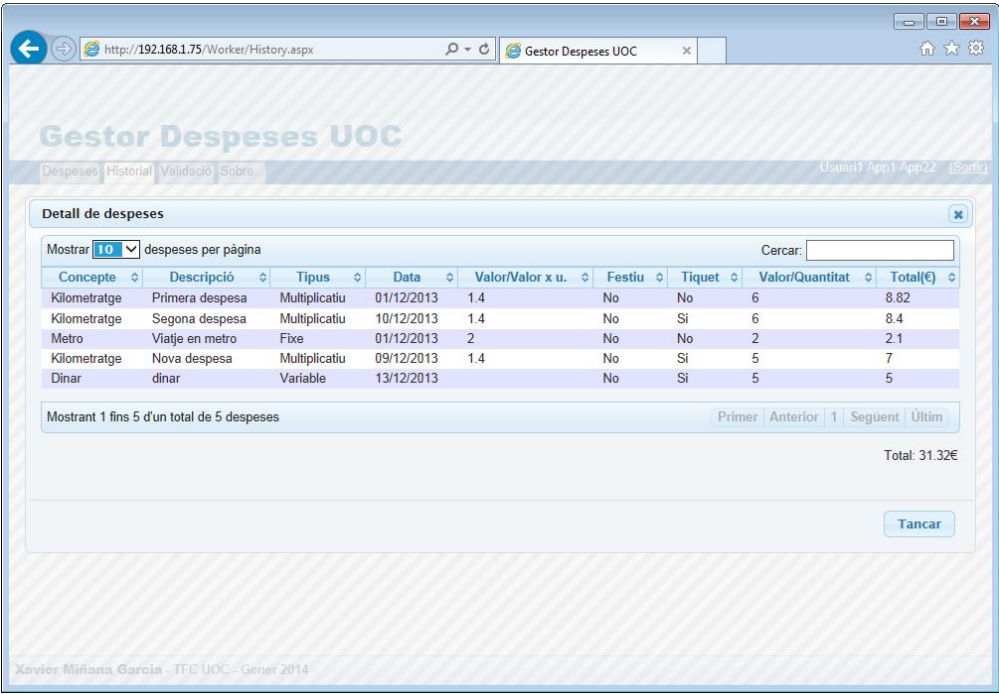 http://192.168.1.75/Worker/History.aspx Gestor Despeses UOC
Gestor Despeses UOC
Despeses Historial Validació Sobre... Usuari1 App1 App22 (Sortir)
Detall de despeses
Mostrar 10 despeses per pàgina Cercar:
Concepte Descripció Tipus Data Valor/Valor x u. Festiu Tiquet Valor/Quantitat Total(€)
Kilometratge Primera despesa Multiplicatiu 01/12/2013 1.4 No No 6 8.82
Kilometratge Segona despesa Multiplicatiu 10/12/2013 1.4 No Si 6 8.4
Metro Viatje en metro Fixe 01/12/2013 2 No No 2 2.1
Kilometratge Nova despesa Multiplicatiu 09/12/2013 1.4 No Si 5 7
Dinar dinar Variable 13/12/2013 No Si 5 5
Mostrant 1 fins 5 d'un total de 5 despeses Primer Anterior 1 Següent Últim
Total: 31.32€
Tancar
Xavier Miñana Garcia - TFC UOC - Gener 2014